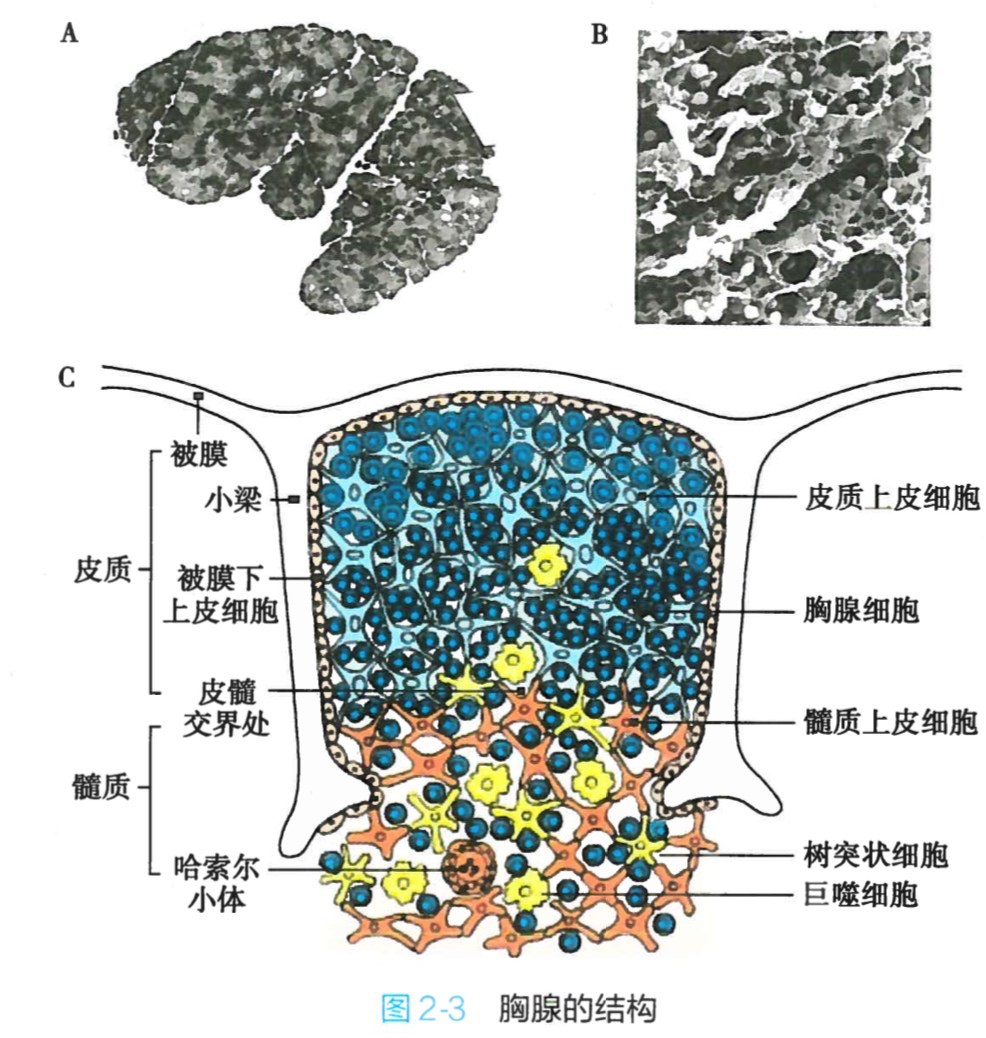 A
B
C
被膜
小梁
皮质
被膜下
上皮细胞
皮髓
交界处
髓质
哈索尔
小体
皮质上皮细胞
胸腺细胞
髓质上皮细胞
树突状细胞
巨噬细胞
图 2-3 胸腺的结构